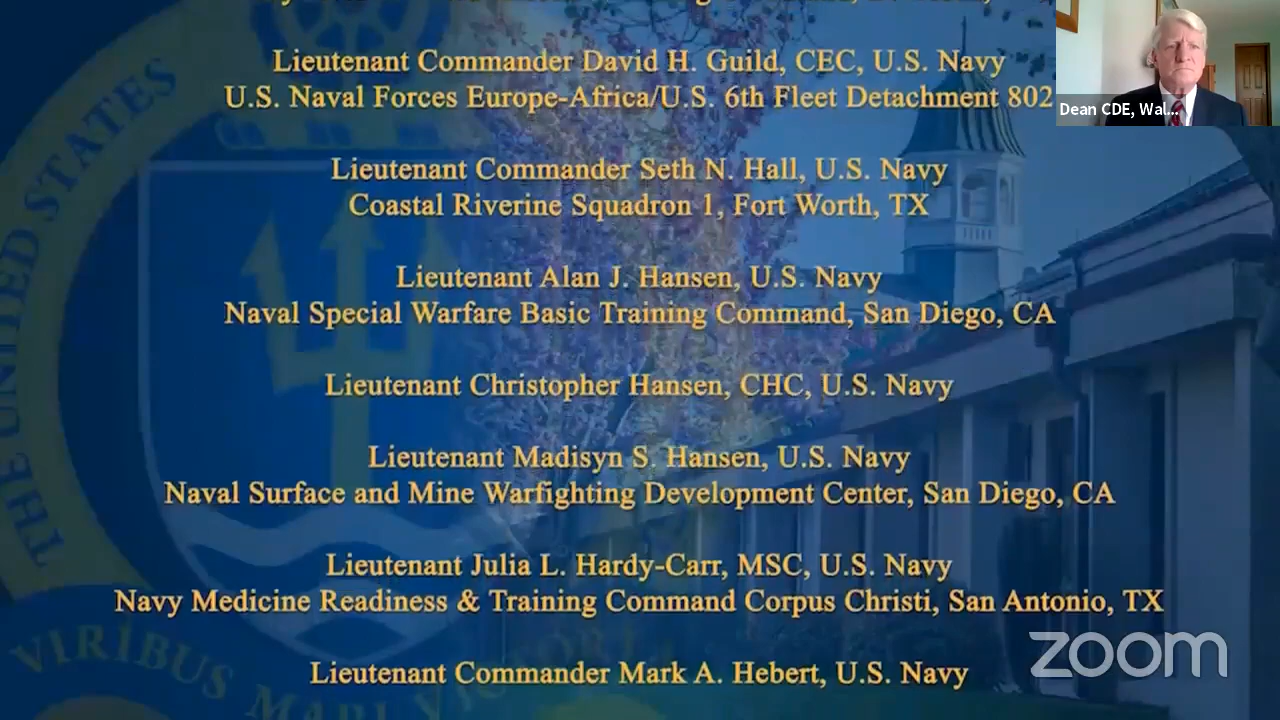 Lieutenant Commander David H. Guild, CEC, U.S. Navy
U.S. Naval Forces Europe-Africa/U.S. 6th Fleet Detachment 802
Dean CDE, Wal...
Lieutenant Commander Seth N. Hall, U.S. Navy
Coastal Riverine Squadron 1, Fort Worth, TX
Lieutenant Alan J. Hansen, U.S. Navy
Naval Special Warfare Basic Training Command, San Diego, CA
Lieutenant Christopher Hansen, CHC, U.S. Navy
Lieutenant Madisyn S. Hansen, U.S. Navy
Naval Surface and Mine Warfighting Development Center, San Diego, CA
Lieutenant Julia L. Hardy-Carr, MSC, U.S. Navy
Navy Medicine Readiness & Training Command Corpus Christi, San Antonio, TX
Lieutenant Commander Mark A. Hebert, U.S. Navy
THE UNITED STATES
VIRIBUS
zoom